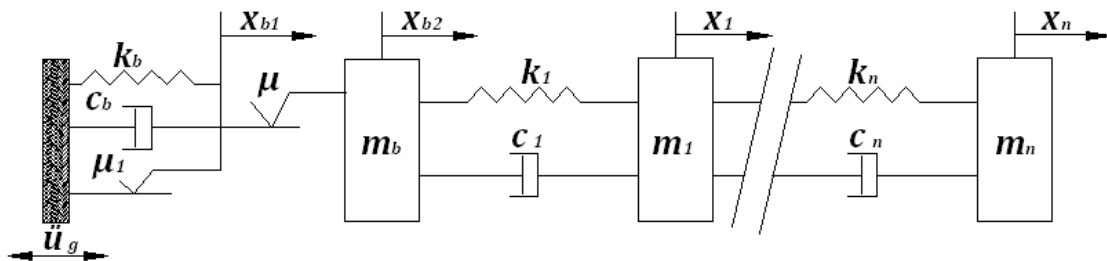 x_b1 x_b2 x_1 x_n
k_b k_1 k_n
c_b μ
m_b c_1 m_1 c_n m_n
μ_1
ü_g